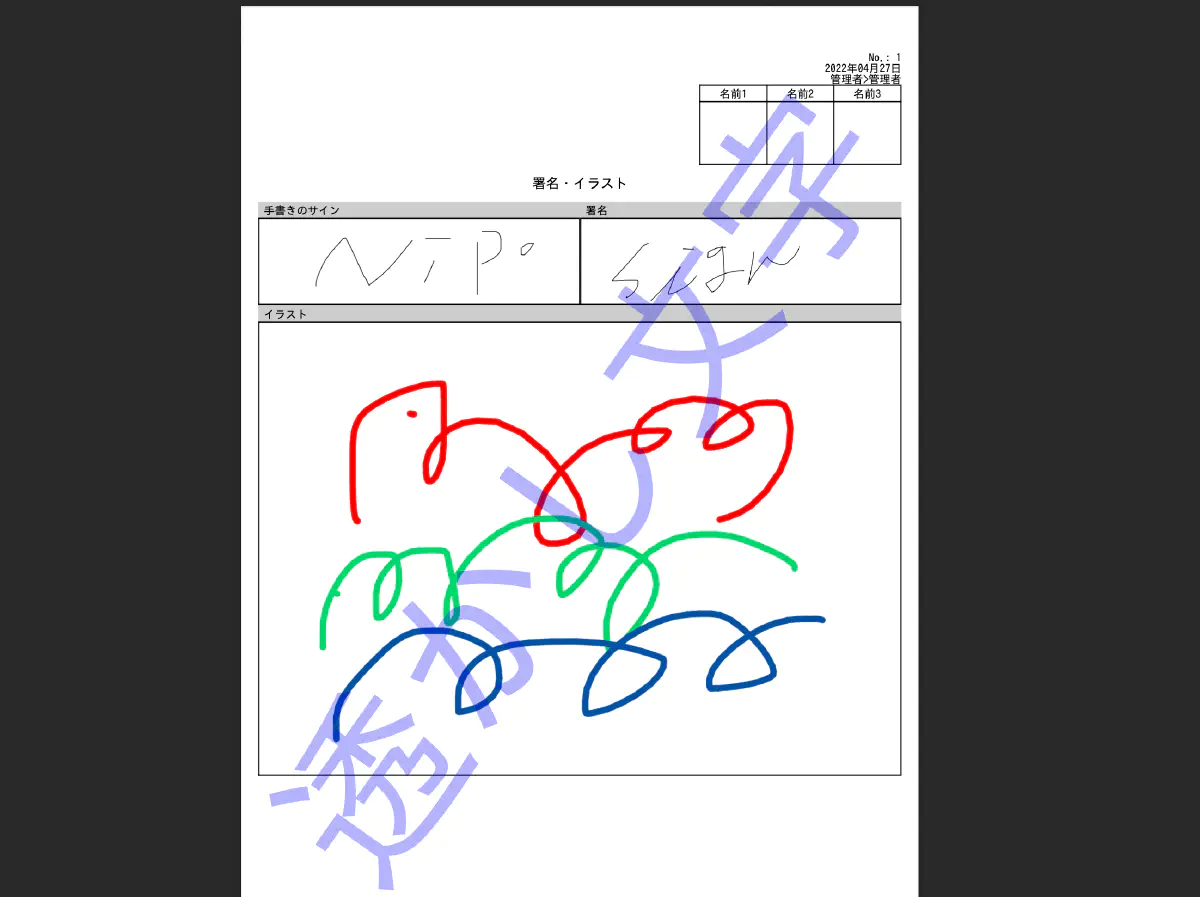 No.: 1
2022年04月27日
管理者>管理者
名前1 名前2 名前3
署名・イラスト
手書きのサイン 署名
Nipo Sign
イラスト
透かし文字